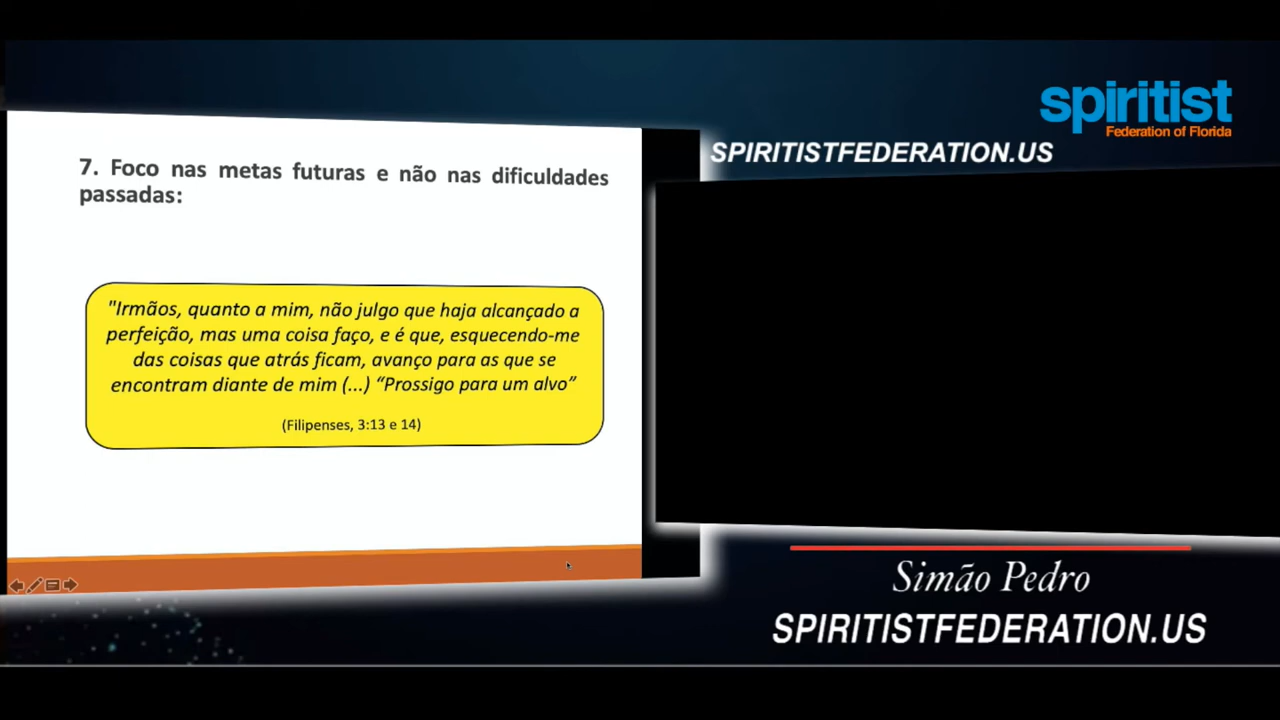 7. Foco nas metas futuras e não nas dificuldades
passadas:
"Irmãos, quanto a mim, não julgo que haja alcançado a
perfeição, mas uma coisa faço, e é que, esquecendo-me
das coisas que atrás ficam, avanço para as que se
encontram diante de mim (...) “Prossigo para um alvo”
(Filipenses, 3:13 e 14)
spiritist
Federation of Florida
SPIRITISTFEDERATION.US
Simão Pedro
SPIRITISTFEDERATION.US